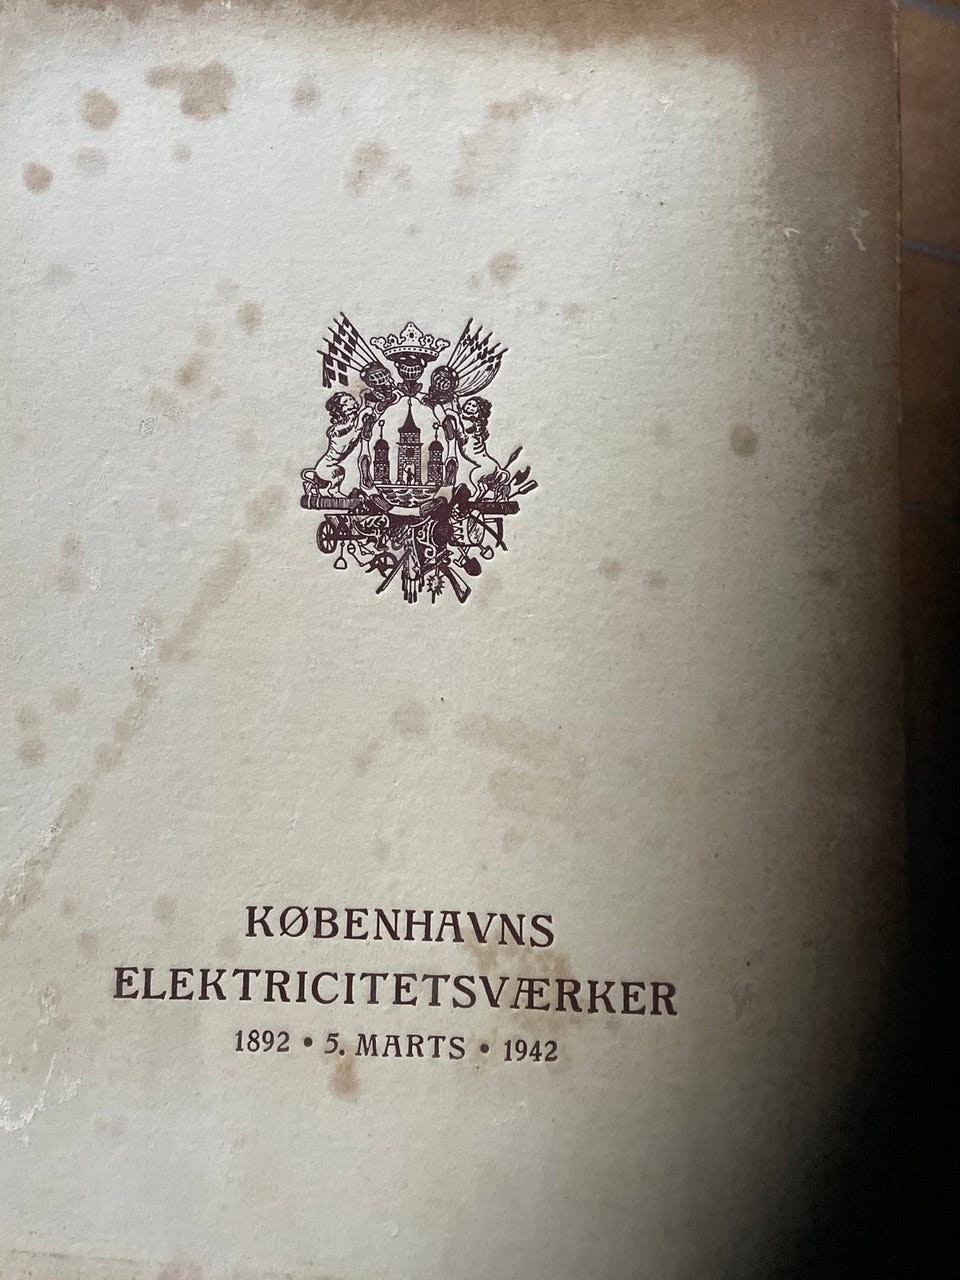 KØBENHAVNS
ELEKTRICITETSVÆRKER
1892 • 5. MARTS • 1942